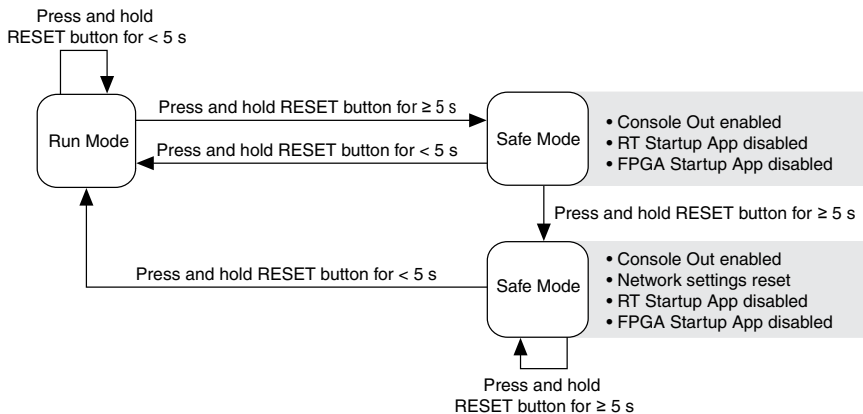 Press and hold
RESET button for < 5 s
Run Mode
Press and hold RESET button for ≥ 5 s
Press and hold RESET button for < 5 s
Safe Mode
• Console Out enabled
• RT Startup App disabled
• FPGA Startup App disabled
Press and hold RESET button for ≥ 5 s
Press and hold RESET button for < 5 s
Safe Mode
• Console Out enabled
• Network settings reset
• RT Startup App disabled
• FPGA Startup App disabled
Press and hold
RESET button for ≥ 5 s